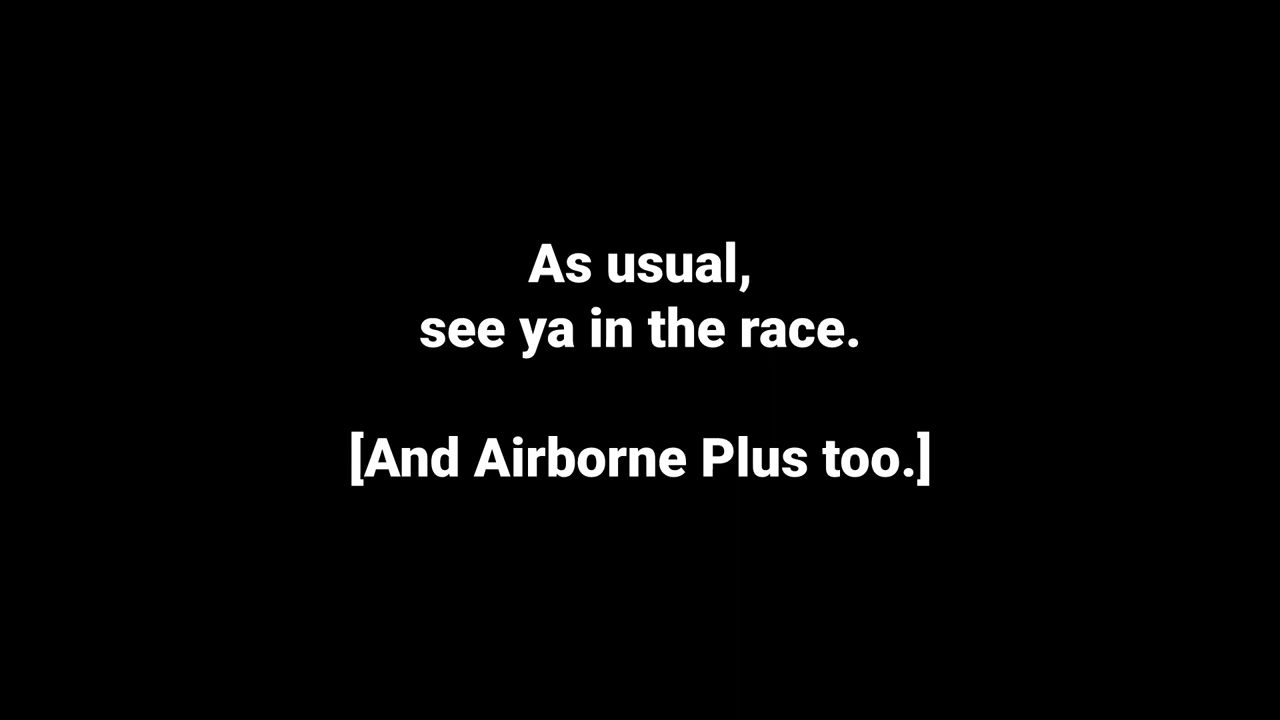 As usual,
see ya in the race.
[And Airborne Plus too.]